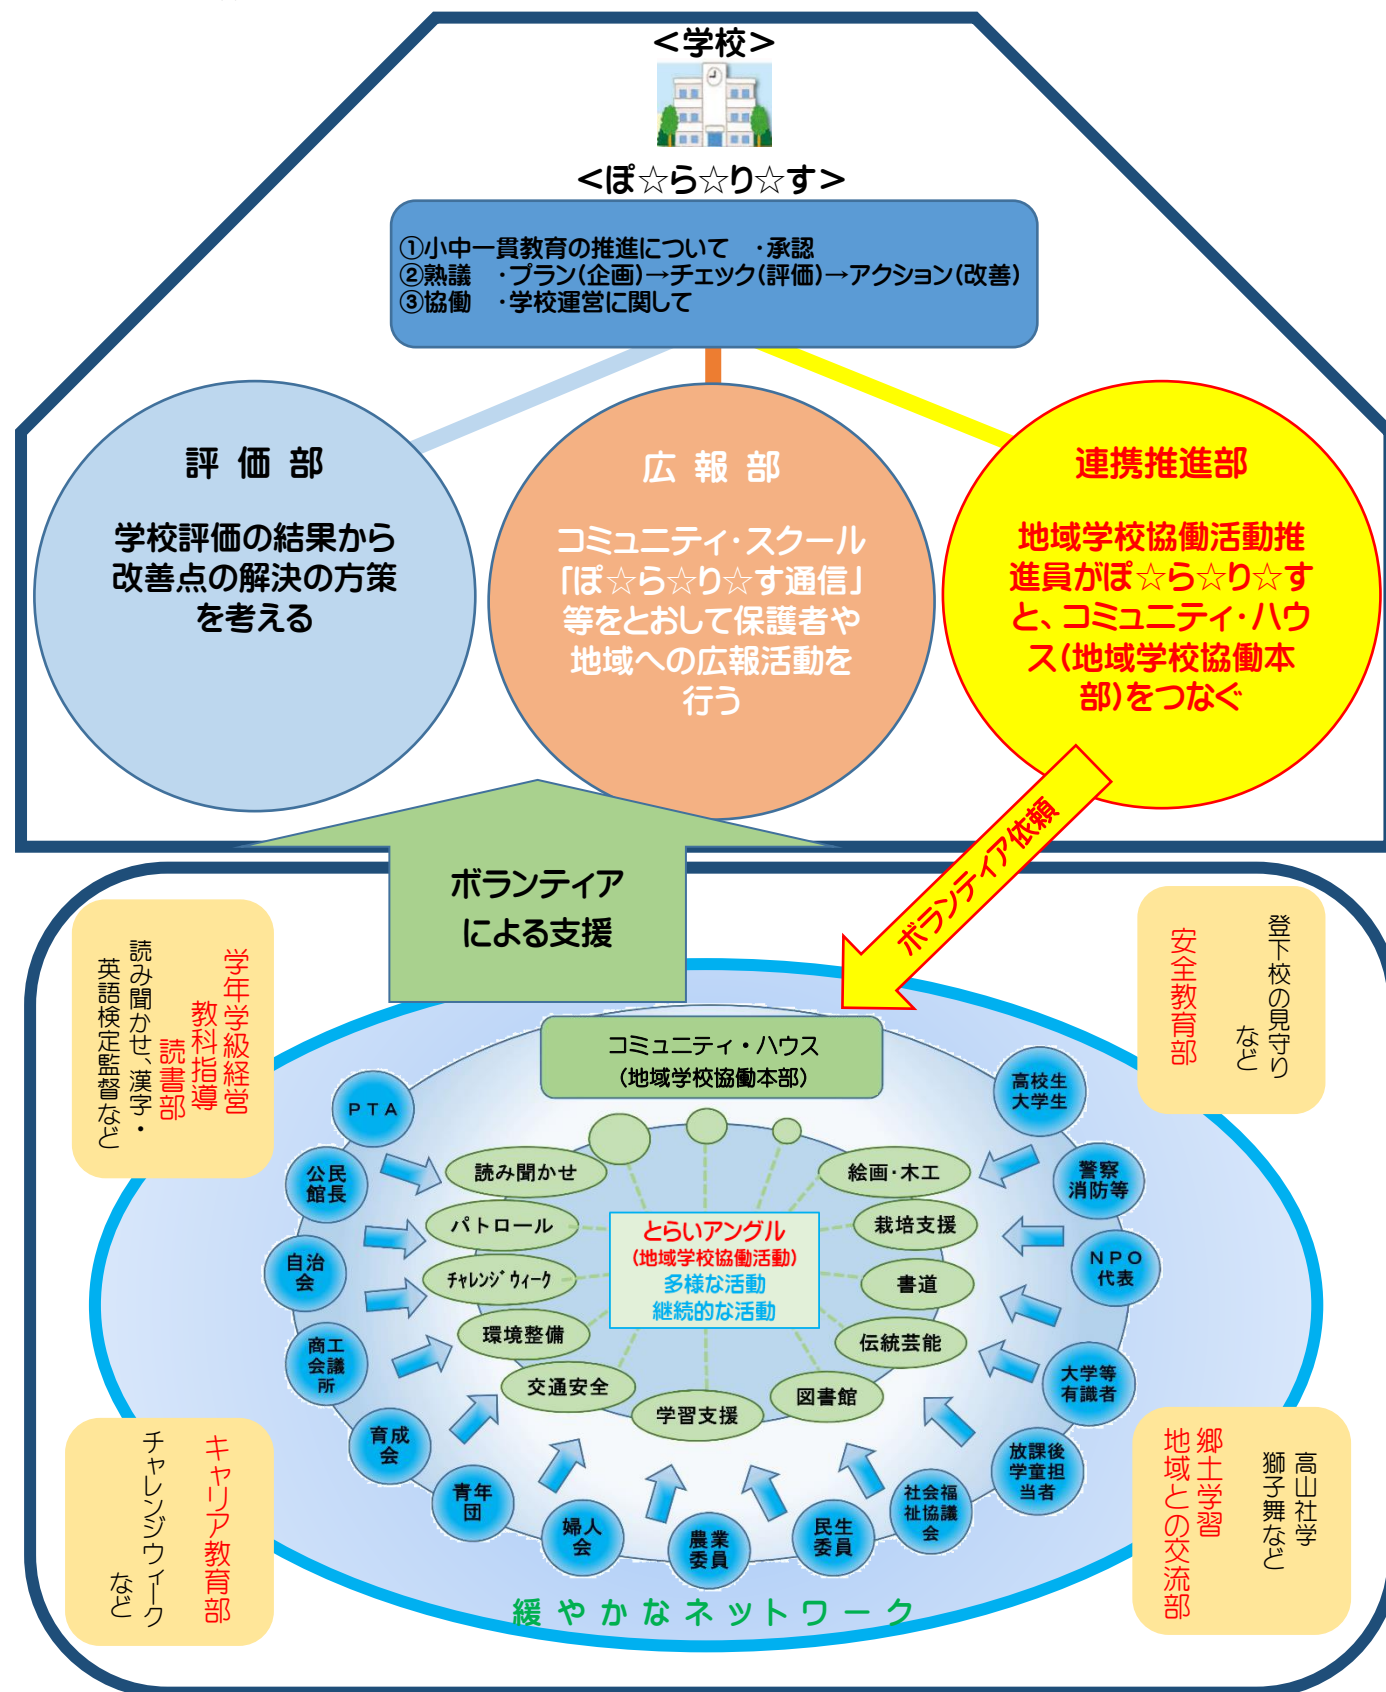 ＜学校＞
＜ぽ☆ら☆り☆す＞
①小中一貫教育の推進について　・承認
②熟議　・プラン(企画)→チェック(評価)→アクション(改善)
③協働　・学校運営に関して
評 価 部
学校評価の結果から
改善点の解決の方策
を考える
広 報 部
コミュニティ・スクール
「ぽ☆ら☆り☆す通信」
等をとおして保護者や
地域への広報活動を
行う
連携推進部
地域学校協働活動推
進員がぽ☆ら☆り☆す
と、コミュニティ・ハウ
ス(地域学校協働本
部)をつなぐ
ボランティア
による支援
ボランティア依頼
学年学級経営
教科指導
読書部
読み聞かせ、漢字・
英語検定監督など
登下校の見守り
など
安全教育部
コミュニティ・ハウス
（地域学校協働本部）
PTA
公民
館長
自治
会
商工
会議
所
育成
会
青年
団
婦人
会
農業
委員
民生
委員
社会福
祉協議
会
放課後
学童担
当者
大学等
有識者
NPO
代表
警察
消防等
高校生
大学生
読み聞かせ
パトロール
チャレンジウィーク
環境整備
交通安全
学習支援
図書館
伝統芸能
書道
栽培支援
絵画・木工
とらいアングル
(地域学校協働活動)
多様な活動
継続的な活動
キャリア教育部
チャレンジウィーク
など
高山社学
獅子舞など
郷土学習
地域との交流部
緩やかなネットワーク